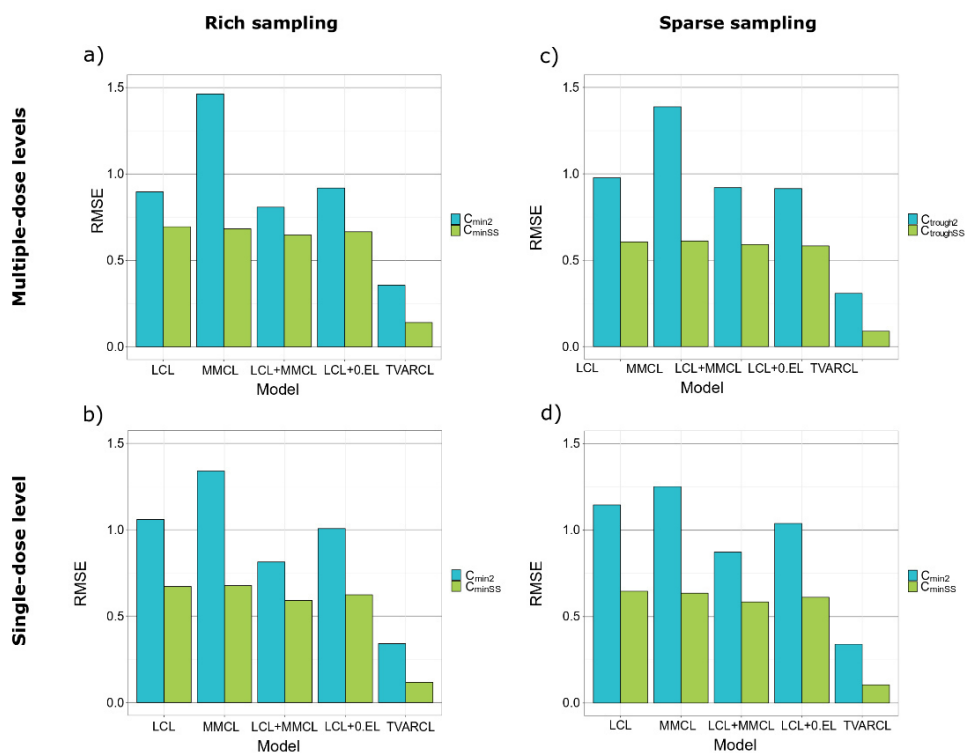 Rich sampling
Sparse sampling
Multiple-dose levels
Single-dose level
a)
1.5
1.0
0.5
0.0
RMSE
LCL MMCL LCL+MMCL LCL+0.EL TVARCL
Model
Cmin2
CminSS
c)
1.5
1.0
0.5
0.0
RMSE
LCL MMCL LCL+MMCL LCL+0.EL TVARCL
Model
Ctrough2
CtroughSS
b)
1.5
1.0
0.5
0.0
RMSE
LCL MMCL LCL+MMCL LCL+0.EL TVARCL
Model
Cmin2
CminSS
d)
1.5
1.0
0.5
0.0
RMSE
LCL MMCL LCL+MMCL LCL+0.EL TVARCL
Model
Cmin2
CminSS